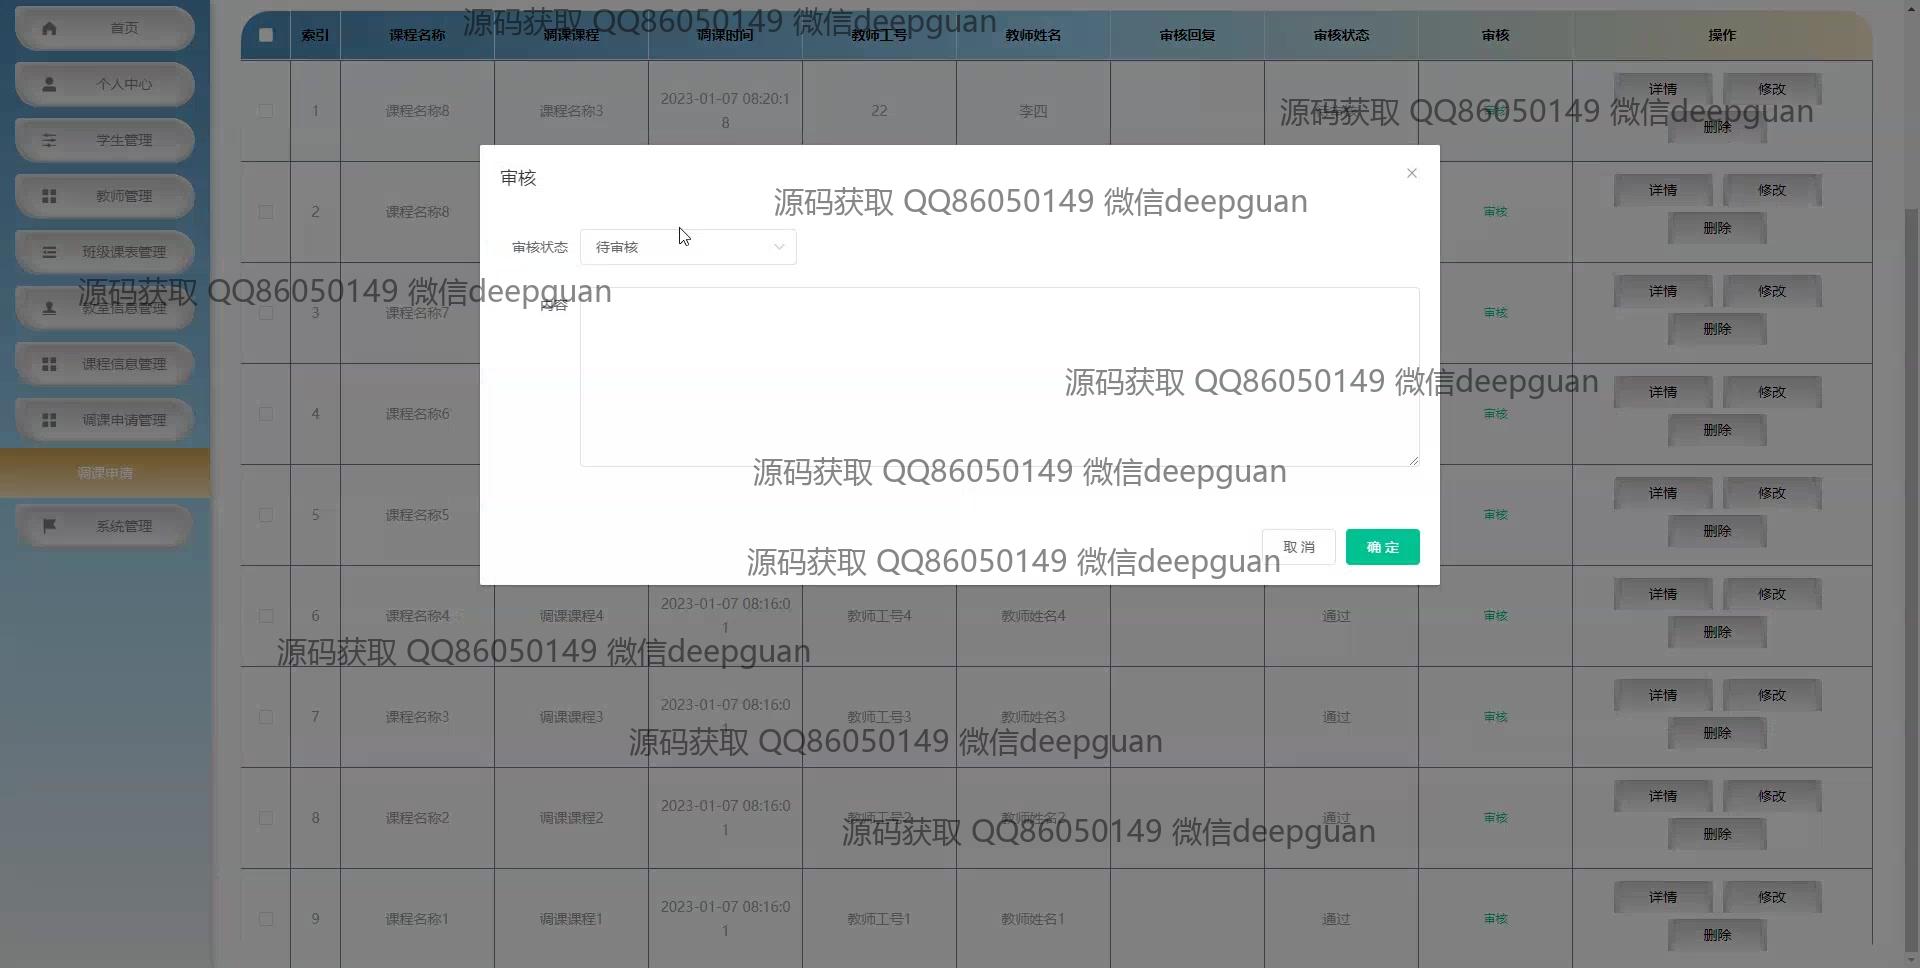 首页
个人中心
学生管理
教师管理
班级课表管理
教室信息管理
课程信息管理
调课申请管理
调课申请
系统管理
索引 课程名称 调课课程 调课时间 教师工号 教师姓名 审核回复 审核状态 审核 操作
1 课程名称8 课程名称3 2023-01-07 08:20:1
8 22 李四 详情 修改
删除
2 课程名称8 审核 详情 修改
删除
3 课程名称7 审核 详情 修改
删除
4 课程名称6 审核 详情 修改
删除
5 课程名称5 审核 详情 修改
删除
6 课程名称4 调课课程4 2023-01-07 08:16:0
1 教师工号4 教师姓名4 通过 审核 详情 修改
删除
7 课程名称3 调课课程3 2023-01-07 08:16:0
1 教师工号3 教师姓名3 通过 审核 详情 修改
删除
8 课程名称2 调课课程2 2023-01-07 08:16:0
1 教师工号2 教师姓名2 通过 审核 详情 修改
删除
9 课程名称1 调课课程1 2023-01-07 08:16:0
1 教师工号1 教师姓名1 通过 审核 详情 修改
删除
审核
审核状态 待审核
内容
取 消 确 定
源码获取 QQ86050149 微信deepguan
源码获取 QQ86050149 微信deepguan
源码获取 QQ86050149 微信deepguan
源码获取 QQ86050149 微信deepguan
源码获取 QQ86050149 微信deepguan
源码获取 QQ86050149 微信deepguan
源码获取 QQ86050149 微信deepguan
源码获取 QQ86050149 微信deepguan
源码获取 QQ86050149 微信deepguan
源码获取 QQ86050149 微信deepguan